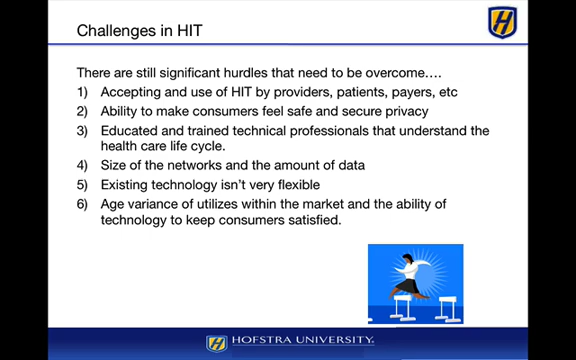 Challenges in HIT
There are still significant hurdles that need to be overcome….
1) Accepting and use of HIT by providers, patients, payers, etc
2) Ability to make consumers feel safe and secure privacy
3) Educated and trained technical professionals that understand the
health care life cycle.
4) Size of the networks and the amount of data
5) Existing technology isn't very flexible
6) Age variance of utilizes within the market and the ability of
technology to keep consumers satisfied.
HOFSTRA UNIVERSITY